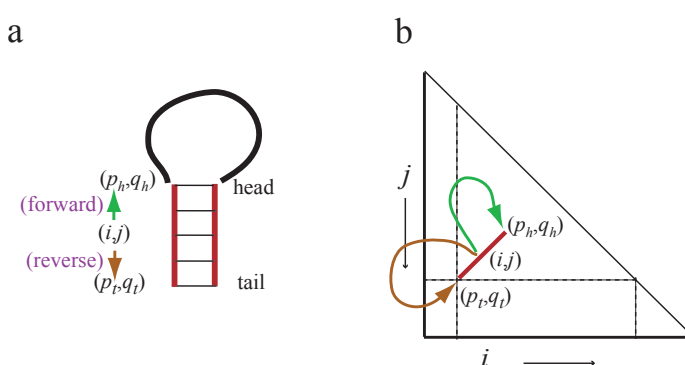 a
(p_h,q_h)
head
(forward)
(i,j)
(reverse)
(p_t,q_t)
tail
b
j
(p_h,q_h)
(i,j)
(p_t,q_t)
i